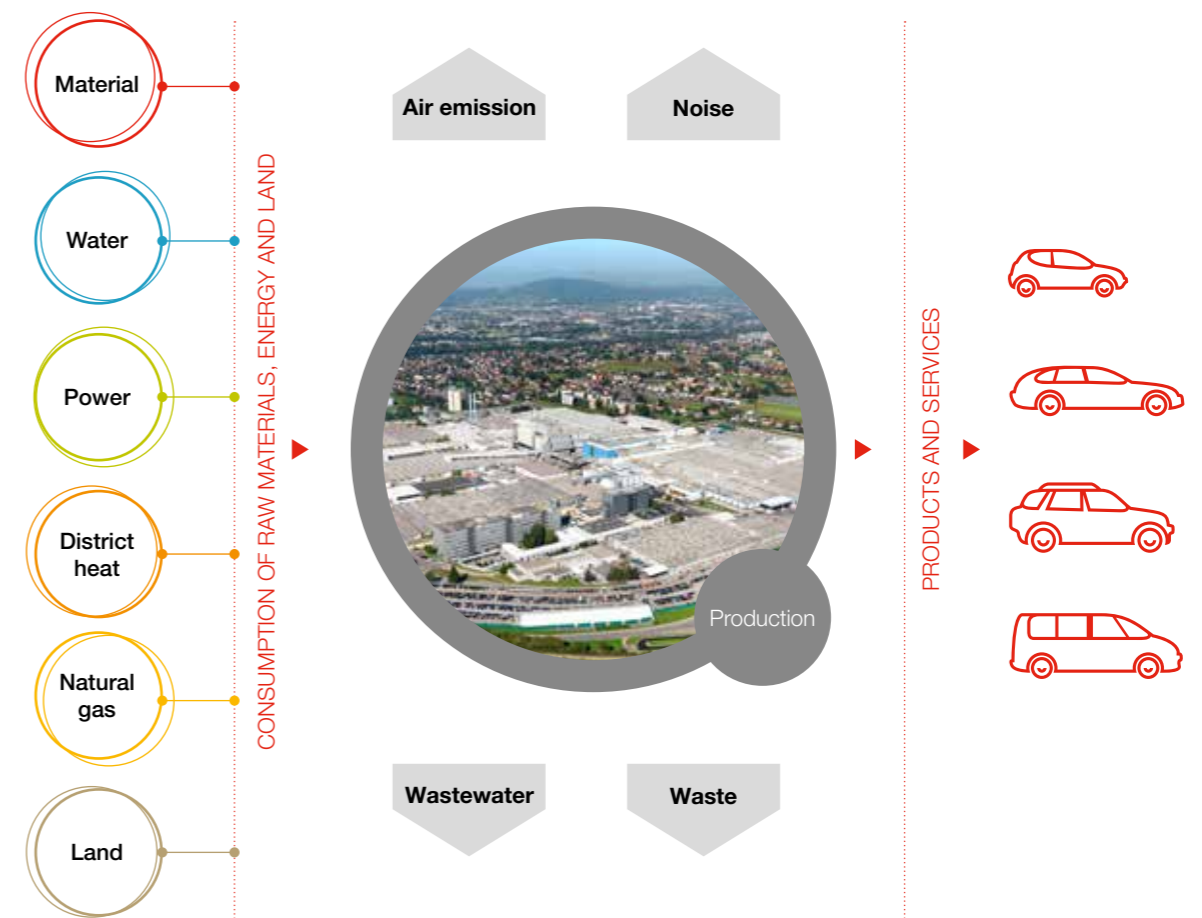 Material
Water
Power
District
heat
Natural
gas
Land
CONSUMPTION OF RAW MATERIALS, ENERGY AND LAND
Air emission
Noise
Production
Wastewater
Waste
PRODUCTS AND SERVICES